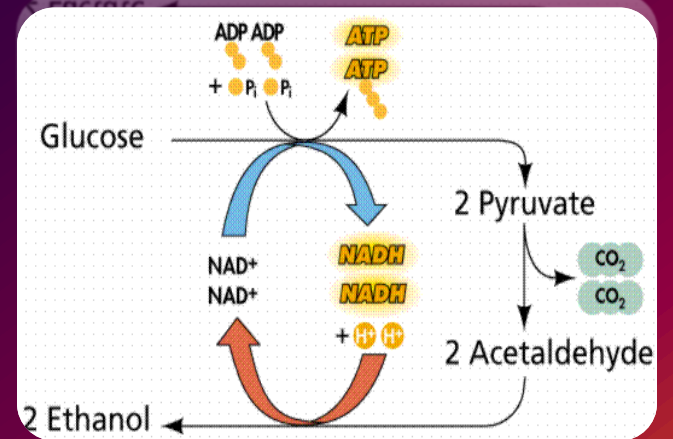 ADP ADP
ATP
ATP
+ Pi Pi
Glucose
2 Pyruvate
NAD+
NAD+
NADH
NADH
+ H+ H+
CO2
CO2
2 Acetaldehyde
2 Ethanol